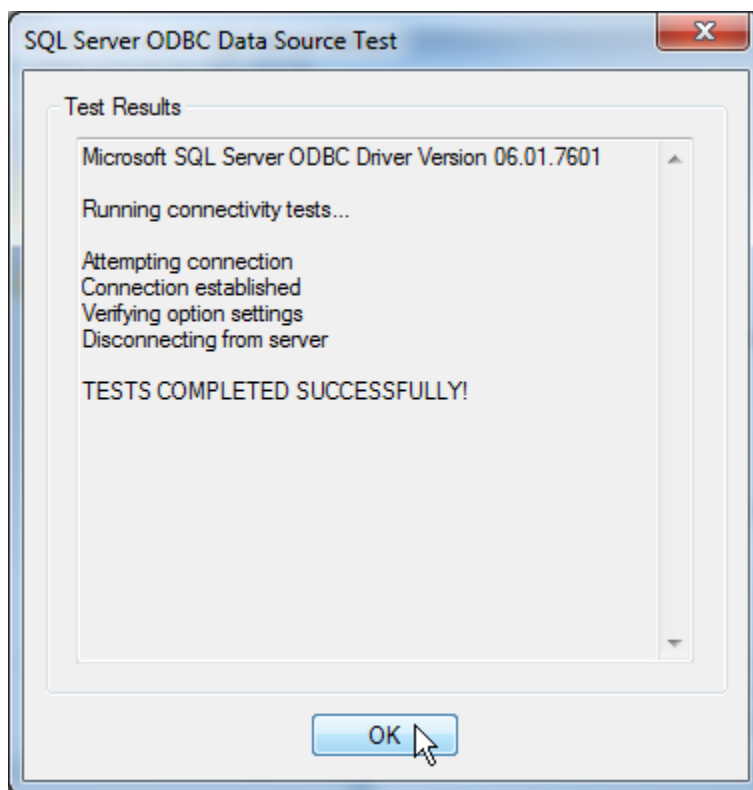 SQL Server ODBC Data Source Test
Test Results
Microsoft SQL Server ODBC Driver Version 06.01.7601
Running connectivity tests...
Attempting connection
Connection established
Verifying option settings
Disconnecting from server
TESTS COMPLETED SUCCESSFULLY!
OK